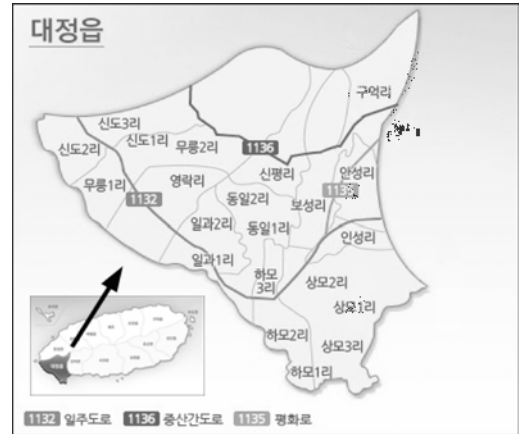 대정읍
구억리
신도3리
신도2리
신도1리
무릉2리
1136
신평리
안성리
무릉1리
1132
영락리
동일2리
보성리
1135
일과2리
동일1리
인성리
일과1리
하모
3리
상모2리
상모1리
하모2리
상모3리
하모1리
1132 일주도로 1136 중산간도로 1135 평화로